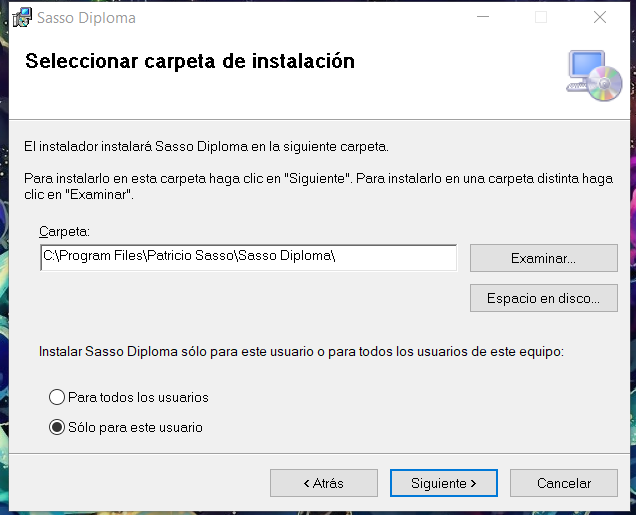 Sasso Diploma
Seleccionar carpeta de instalación
El instalador instalará Sasso Diploma en la siguiente carpeta.
Para instalarlo en esta carpeta haga clic en "Siguiente". Para instalarlo en una carpeta distinta haga
clic en "Examinar".
Carpeta:
C:\Program Files\Patricio Sasso\Sasso Diploma\
Examinar...
Espacio en disco...
Instalar Sasso Diploma sólo para este usuario o para todos los usuarios de este equipo:
Para todos los usuarios
Sólo para este usuario
< Atrás
Siguiente >
Cancelar